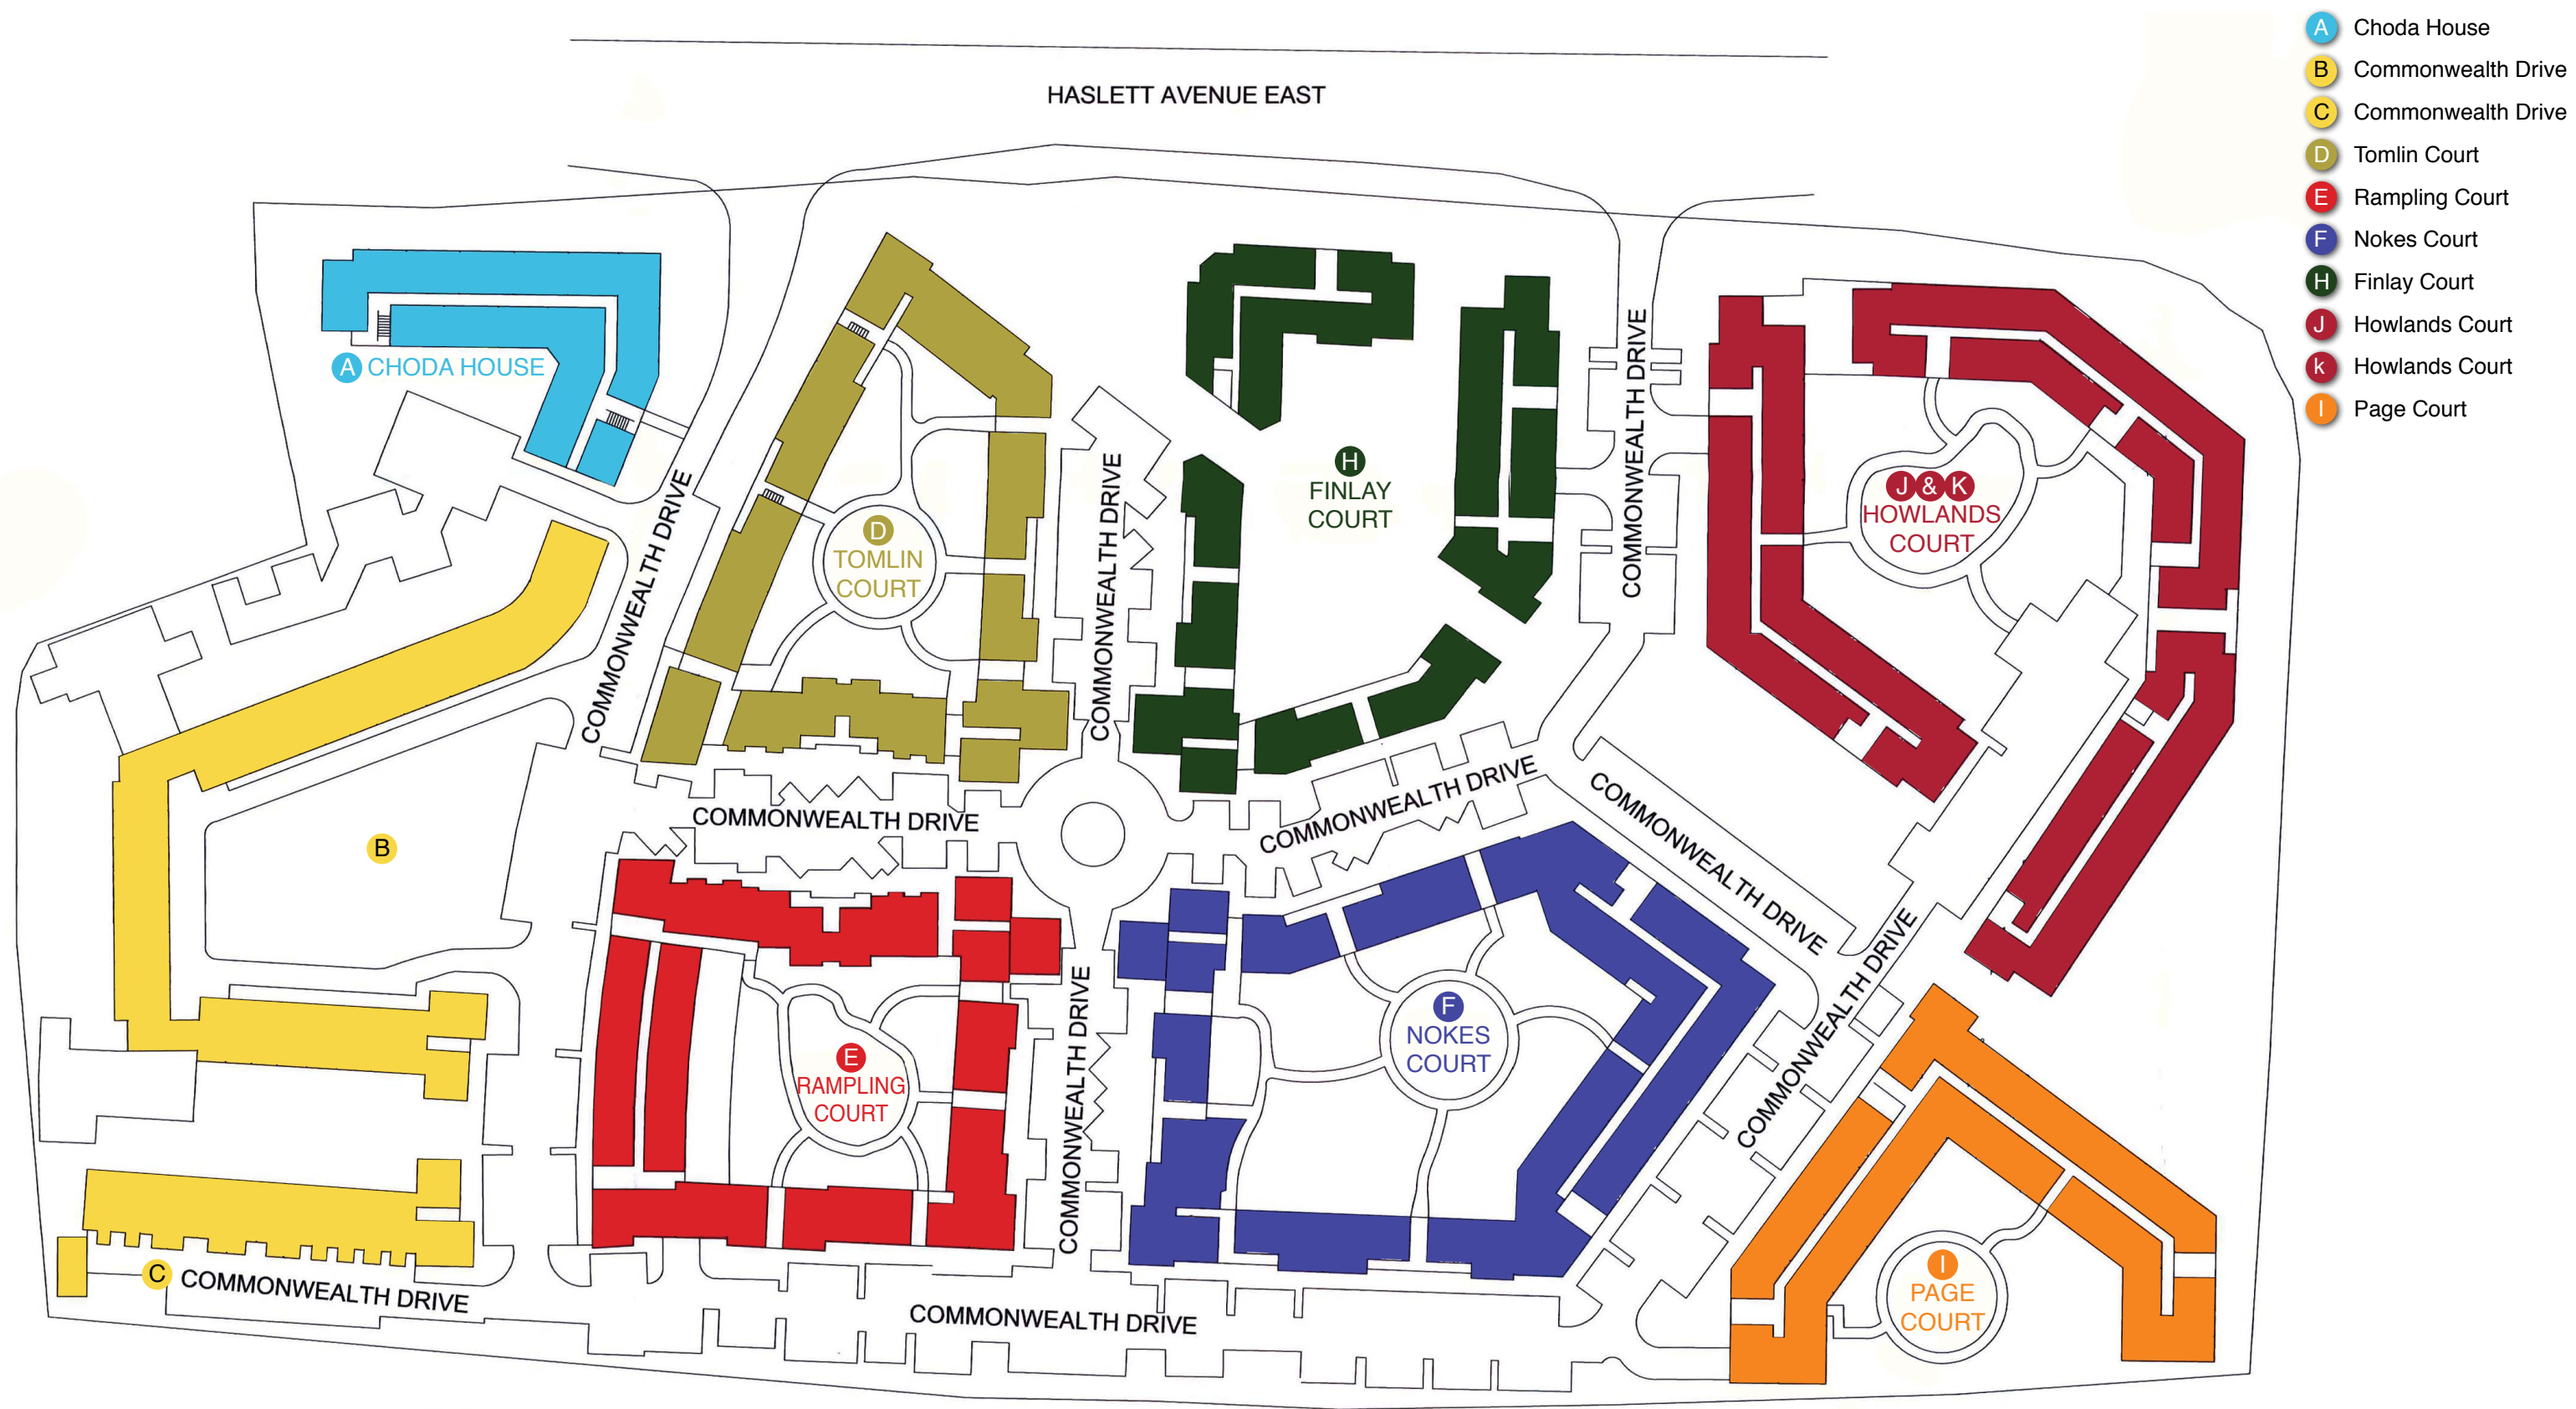 HASLETT AVENUE EAST
A Choda House
B Commonwealth Drive
C Commonwealth Drive
D Tomlin Court
E Rampling Court
F Nokes Court
H Finlay Court
J Howlands Court
k Howlands Court
I Page Court
A CHODA HOUSE
COMMONWEALTH DRIVE
D
TOMLIN
COURT
COMMONWEALTH DRIVE
H
FINLAY
COURT
COMMONWEALTH DRIVE
J & K
HOWLANDS
COURT
B
COMMONWEALTH DRIVE
COMMONWEALTH DRIVE
COMMONWEALTH DRIVE
E
RAMPLING
COURT
COMMONWEALTH DRIVE
F
NOKES
COURT
COMMONWEALTH DRIVE
I
PAGE
COURT
C COMMONWEALTH DRIVE
COMMONWEALTH DRIVE